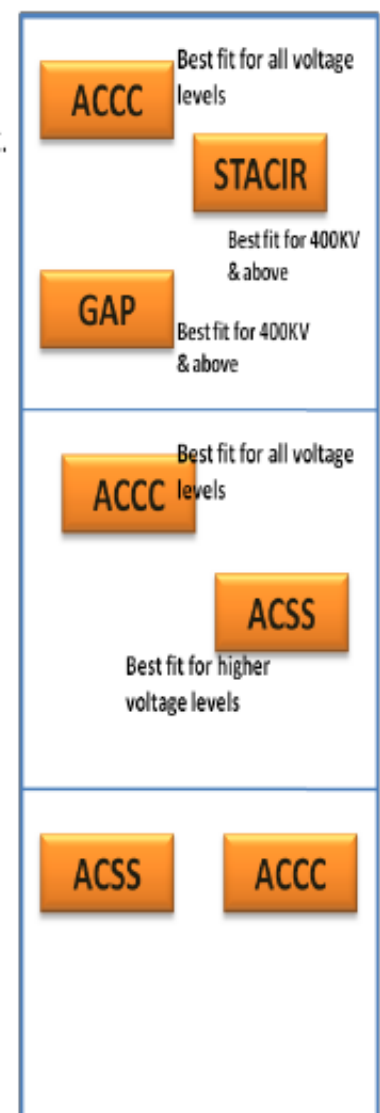 Best fit for all voltage
levels
ACCC
STACIR
Best fit for 400KV
& above
GAP
Best fit for 400KV
& above
Best fit for all voltage
levels
ACCC
ACSS
Best fit for higher
voltage levels
ACSS
ACCC